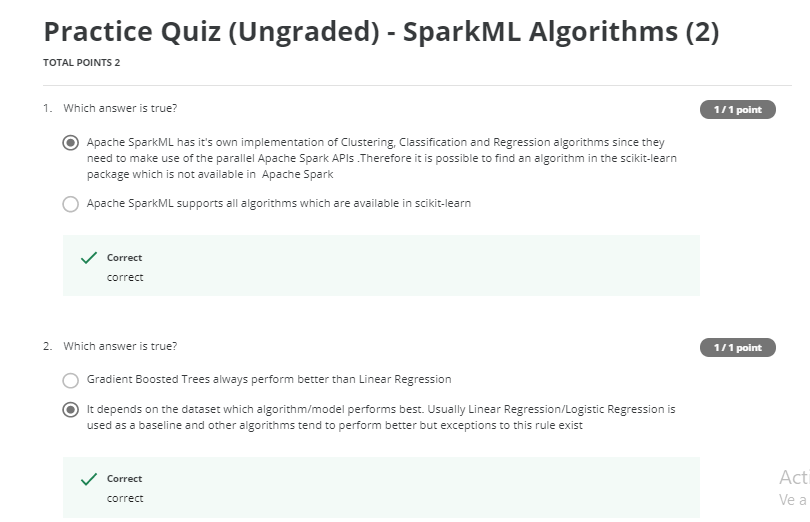 Practice Quiz (Ungraded) - SparkML Algorithms (2)
TOTAL POINTS 2
1. Which answer is true?
1 / 1 point
Apache SparkML has it's own implementation of Clustering, Classification and Regression algorithms since they
need to make use of the parallel Apache Spark APIs .Therefore it is possible to find an algorithm in the scikit-learn
package which is not available in Apache Spark
Apache SparkML supports all algorithms which are available in scikit-learn
Correct
correct
2. Which answer is true?
1 / 1 point
Gradient Boosted Trees always perform better than Linear Regression
It depends on the dataset which algorithm/model performs best. Usually Linear Regression/Logistic Regression is
used as a baseline and other algorithms tend to perform better but exceptions to this rule exist
Correct
correct
Acti
Ve a